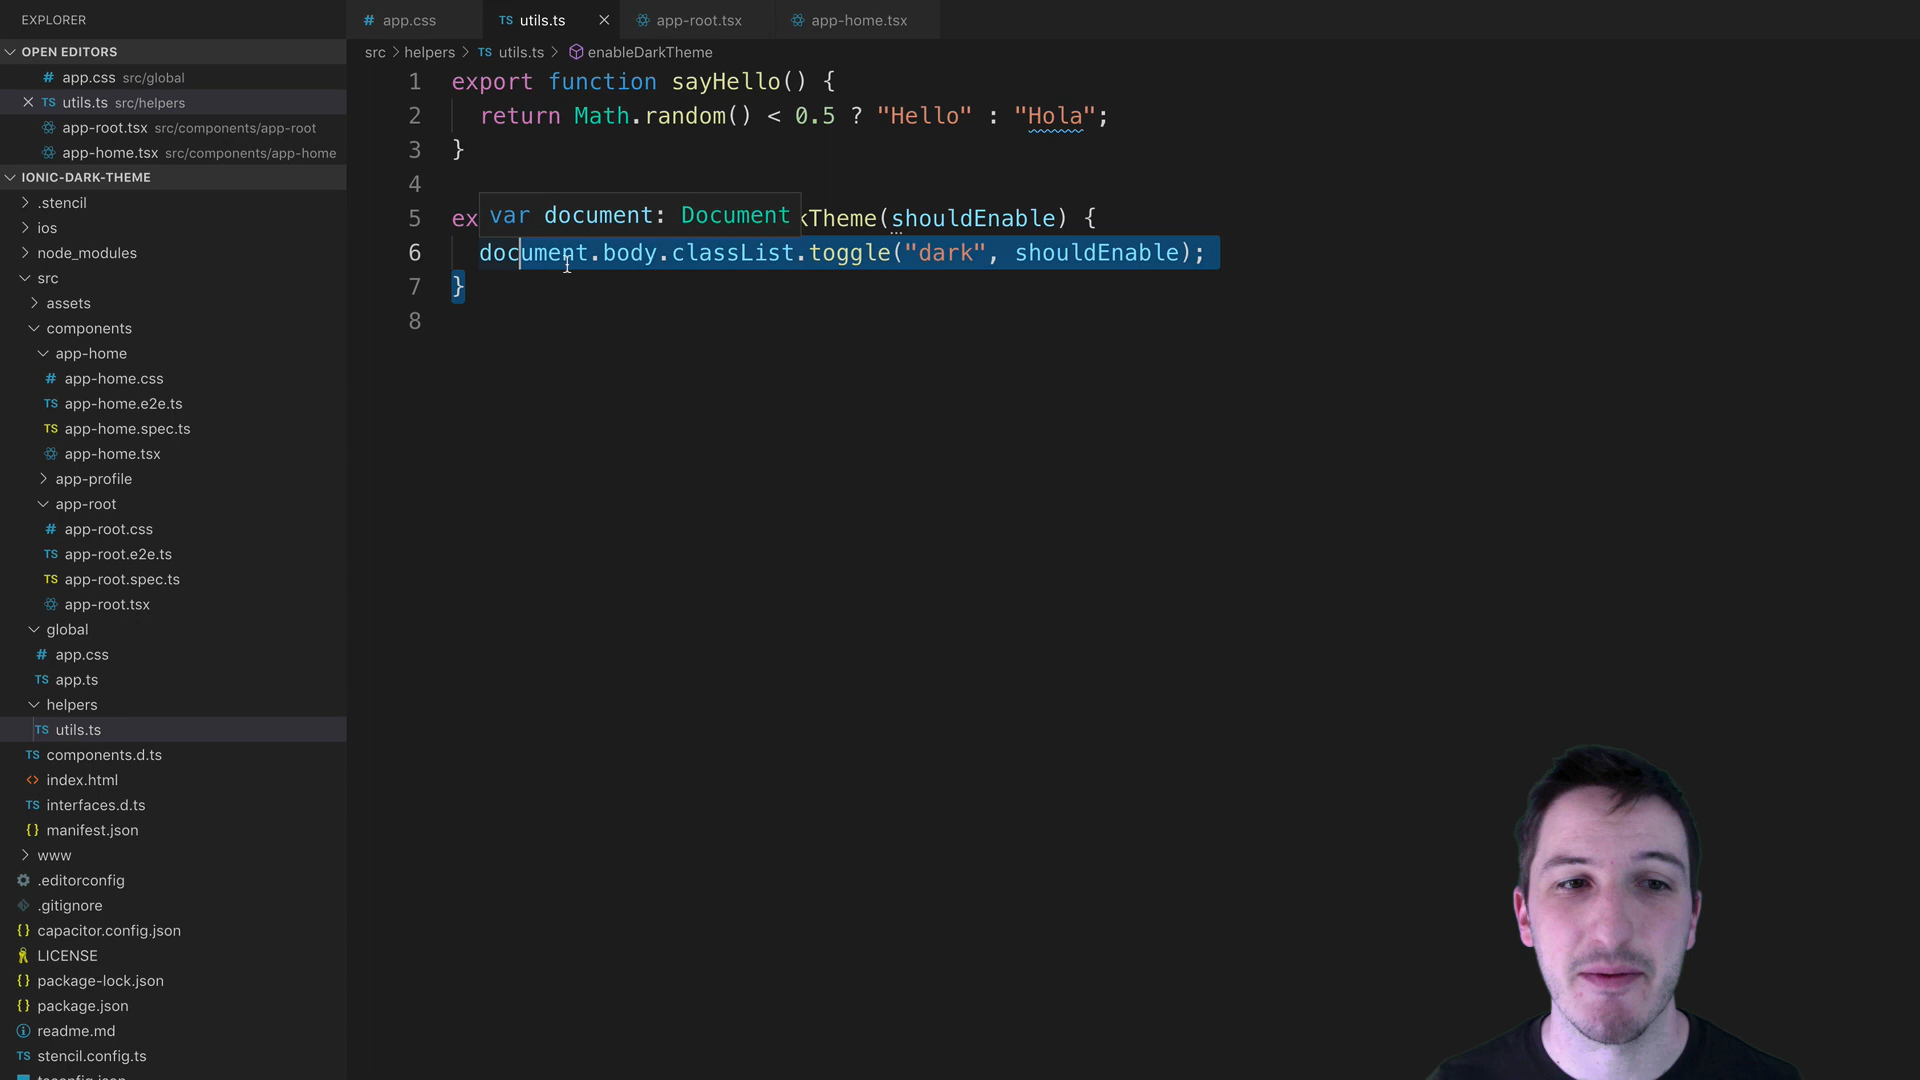 EXPLORER
app.css
utils.ts
app-root.tsx
app-home.tsx
OPEN EDITORS
app.css src/global
utils.ts src/helpers
app-root.tsx src/components/app-root
app-home.tsx src/components/app-home
IONIC-DARK-THEME
.stencil
ios
node_modules
src
assets
components
app-home
app-home.css
app-home.e2e.ts
app-home.spec.ts
app-home.tsx
app-profile
app-root
app-root.css
app-root.e2e.ts
app-root.spec.ts
app-root.tsx
global
app.css
app.ts
helpers
utils.ts
components.d.ts
index.html
interfaces.d.ts
manifest.json
www
.editorconfig
.gitignore
capacitor.config.json
LICENSE
package-lock.json
package.json
readme.md
stencil.config.ts
src > helpers > TS utils.ts > enableDarkTheme
1 export function sayHello() {
2 return Math.random() < 0.5 ? "Hello" : "Hola";
3 }
4
var document: Document
5 ex kTheme(shouldEnable) {
6 document.body.classList.toggle("dark", shouldEnable);
7 }
8